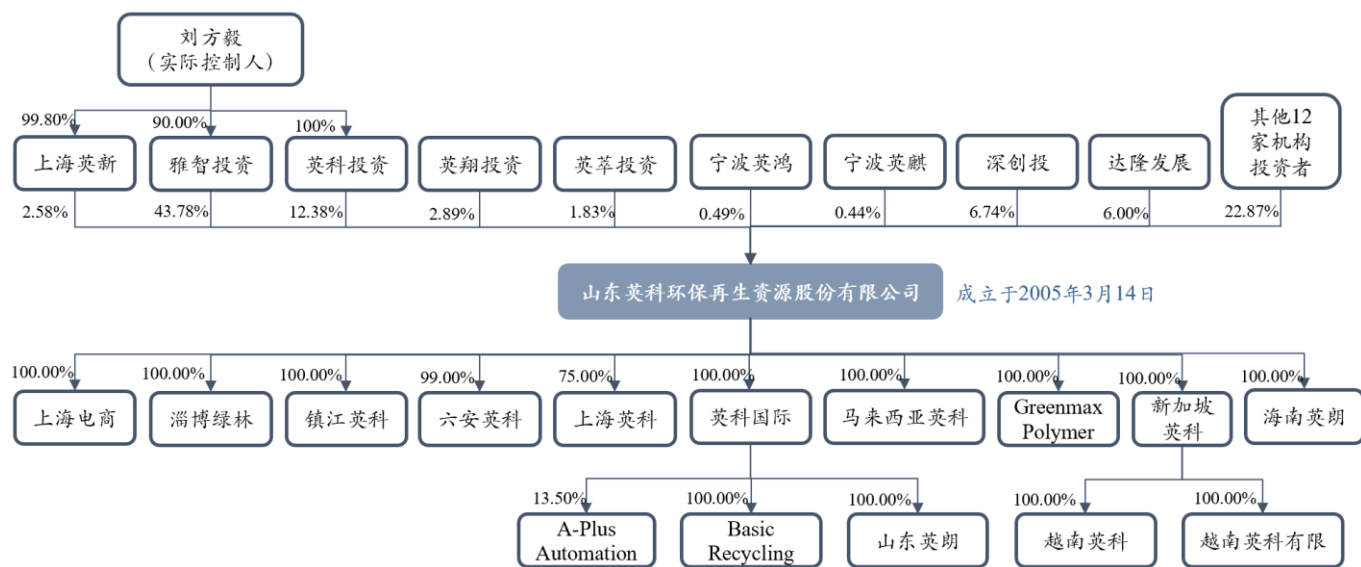 刘方毅
（实际控制人）
99.80%
90.00%
100%
上海英新
雅智投资
英科投资
英翔投资
英萃投资
宁波英鸿
宁波英麒
深创投
达隆发展
其他12
家机构
投资者
2.58%
43.78%
12.38%
2.89%
1.83%
0.49%
0.44%
6.74%
6.00%
22.87%
山东英科环保再生资源股份有限公司
成立于2005年3月14日
100.00%
100.00%
100.00%
99.00%
75.00%
100.00%
100.00%
100.00%
100.00%
100.00%
上海电商
淄博绿林
镇江英科
六安英科
上海英科
英科国际
马来西亚英科
Greenmax
Polymer
新加坡
英科
海南英朗
13.50%
100.00%
100.00%
100.00%
100.00%
A-Plus
Automation
Basic
Recycling
山东英朗
越南英科
越南英科有限